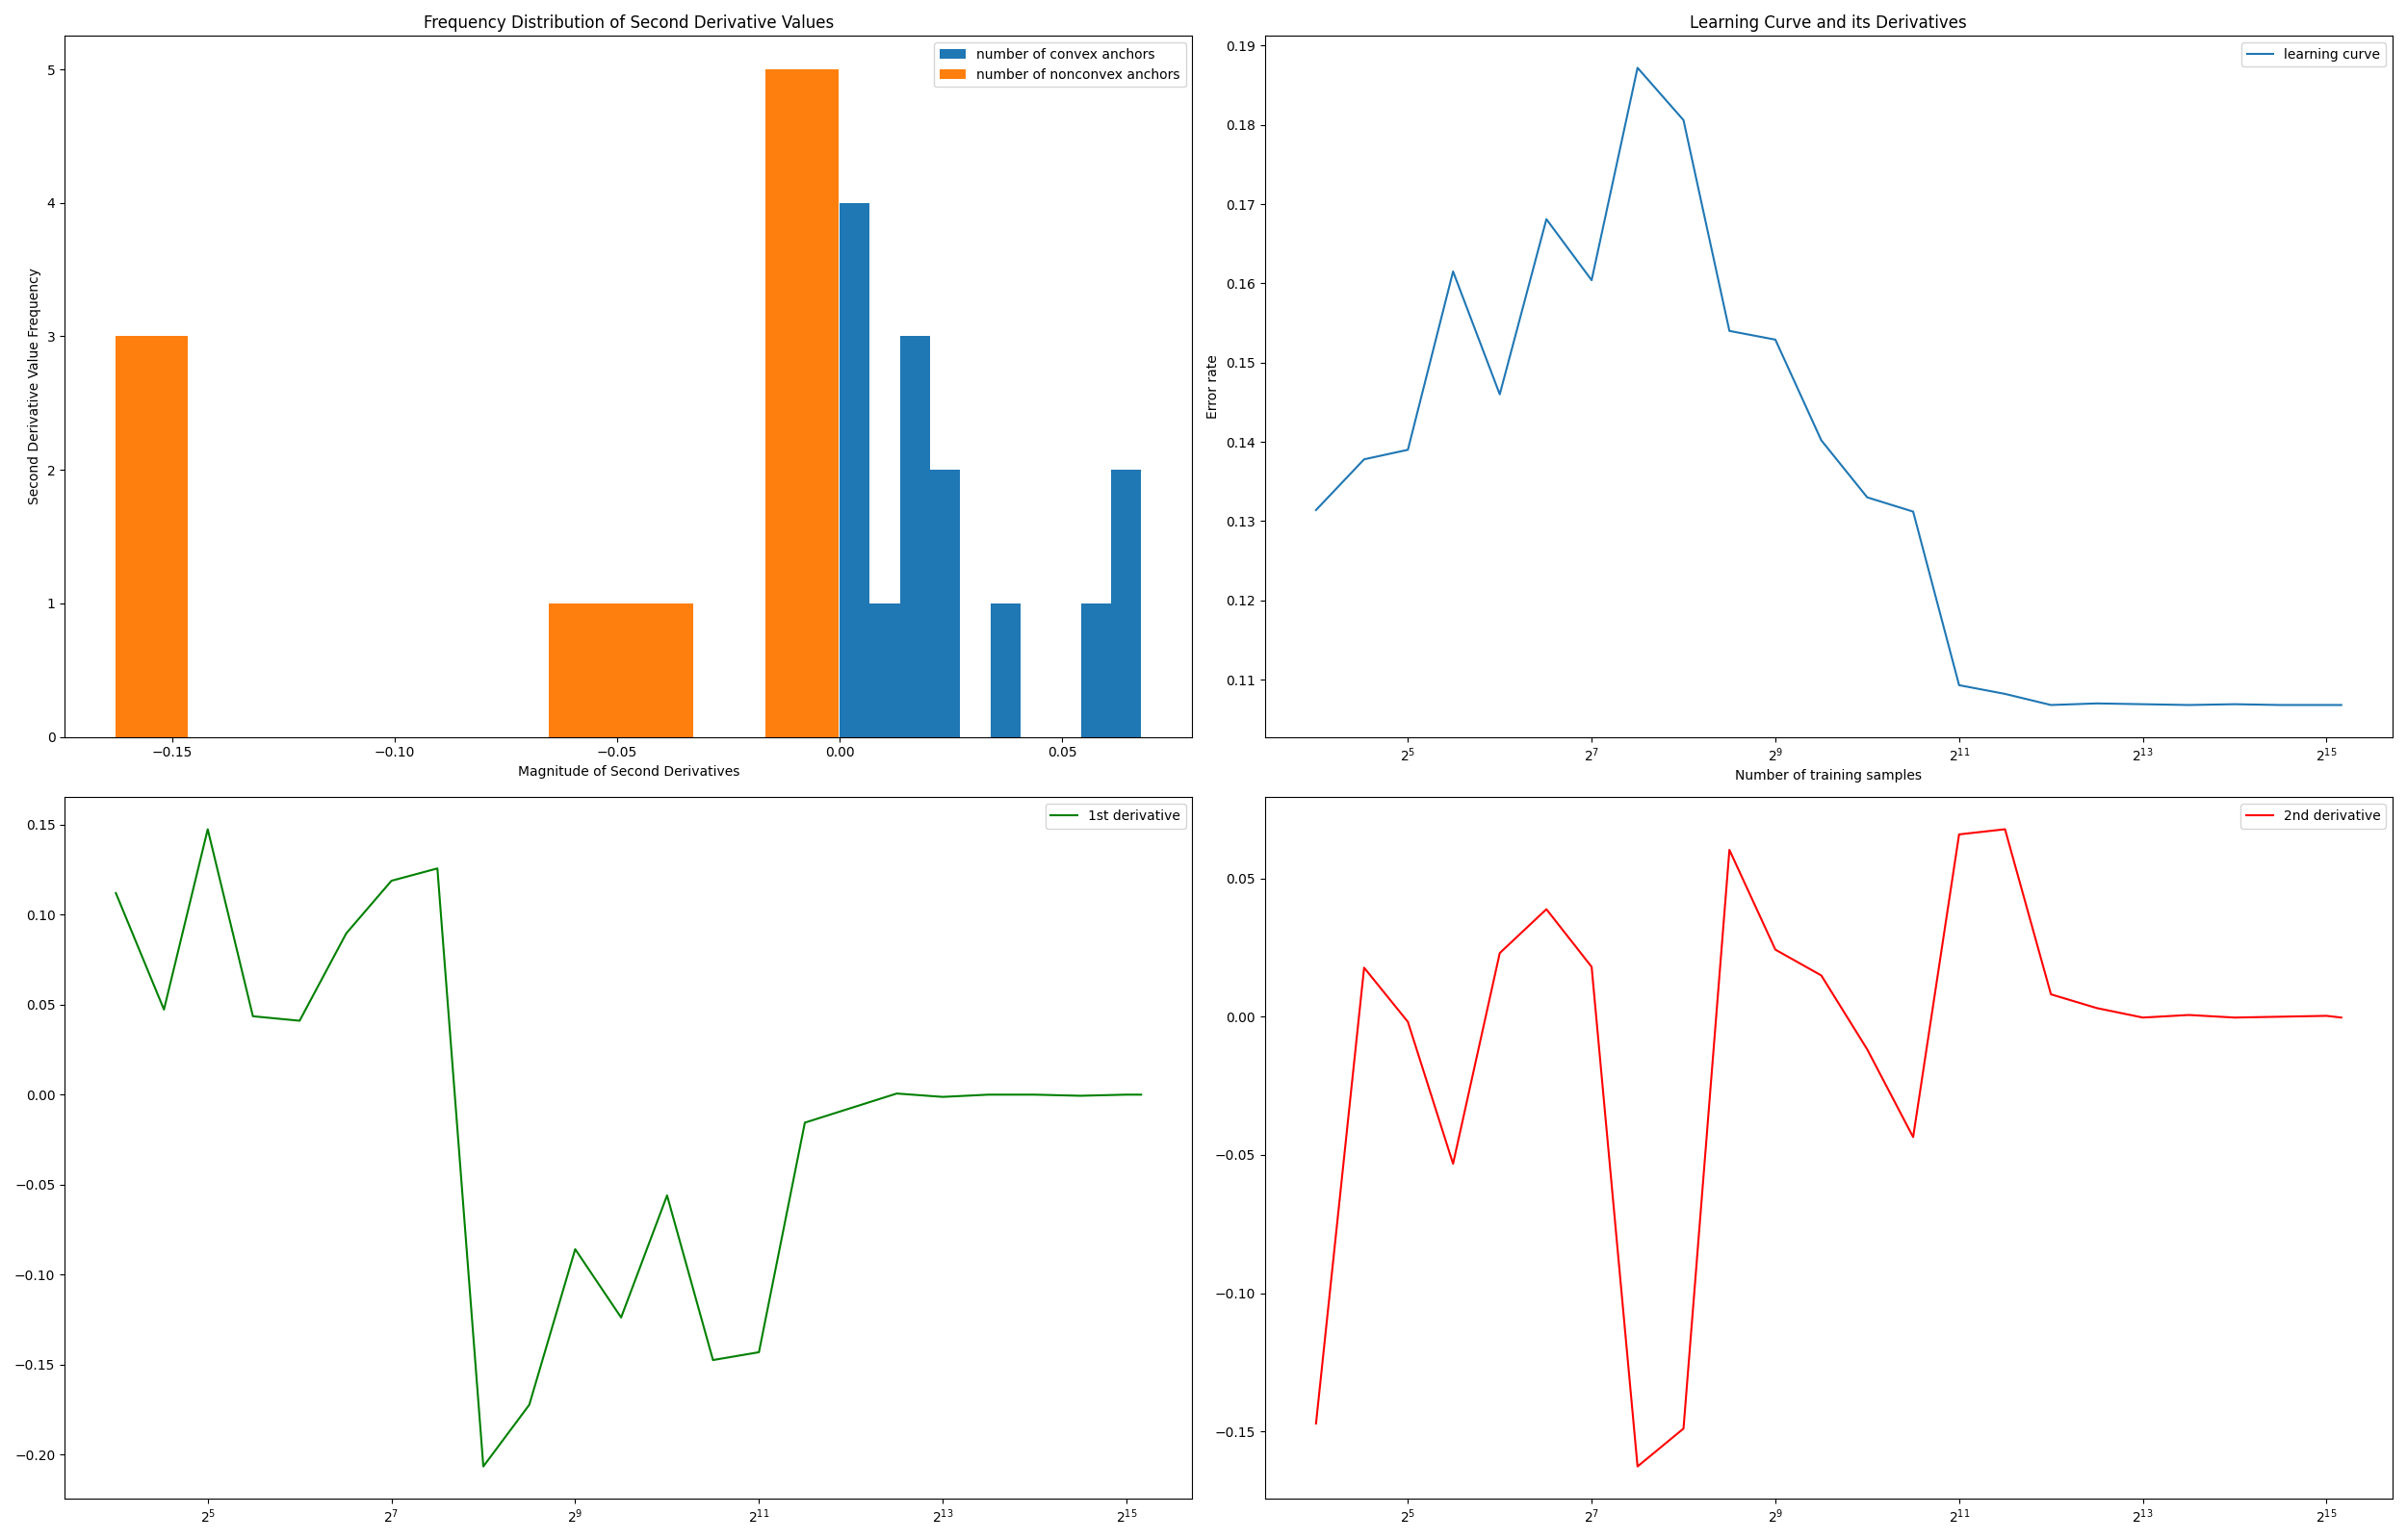 Frequency Distribution of Second Derivative Values
number of convex anchors
number of nonconvex anchors
Second Derivative Value Frequency
5
4
3
2
1
0
−0.15 −0.10 −0.05 0.00 0.05
Magnitude of Second Derivatives
Learning Curve and its Derivatives
learning curve
Error rate
0.19
0.18
0.17
0.16
0.15
0.14
0.13
0.12
0.11
2^5 2^7 2^9 2^11 2^13 2^15
Number of training samples
1st derivative
0.15
0.10
0.05
0.00
−0.05
−0.10
−0.15
−0.20
2^5 2^7 2^9 2^11 2^13 2^15
2nd derivative
0.05
0.00
−0.05
−0.10
−0.15
2^5 2^7 2^9 2^11 2^13 2^15